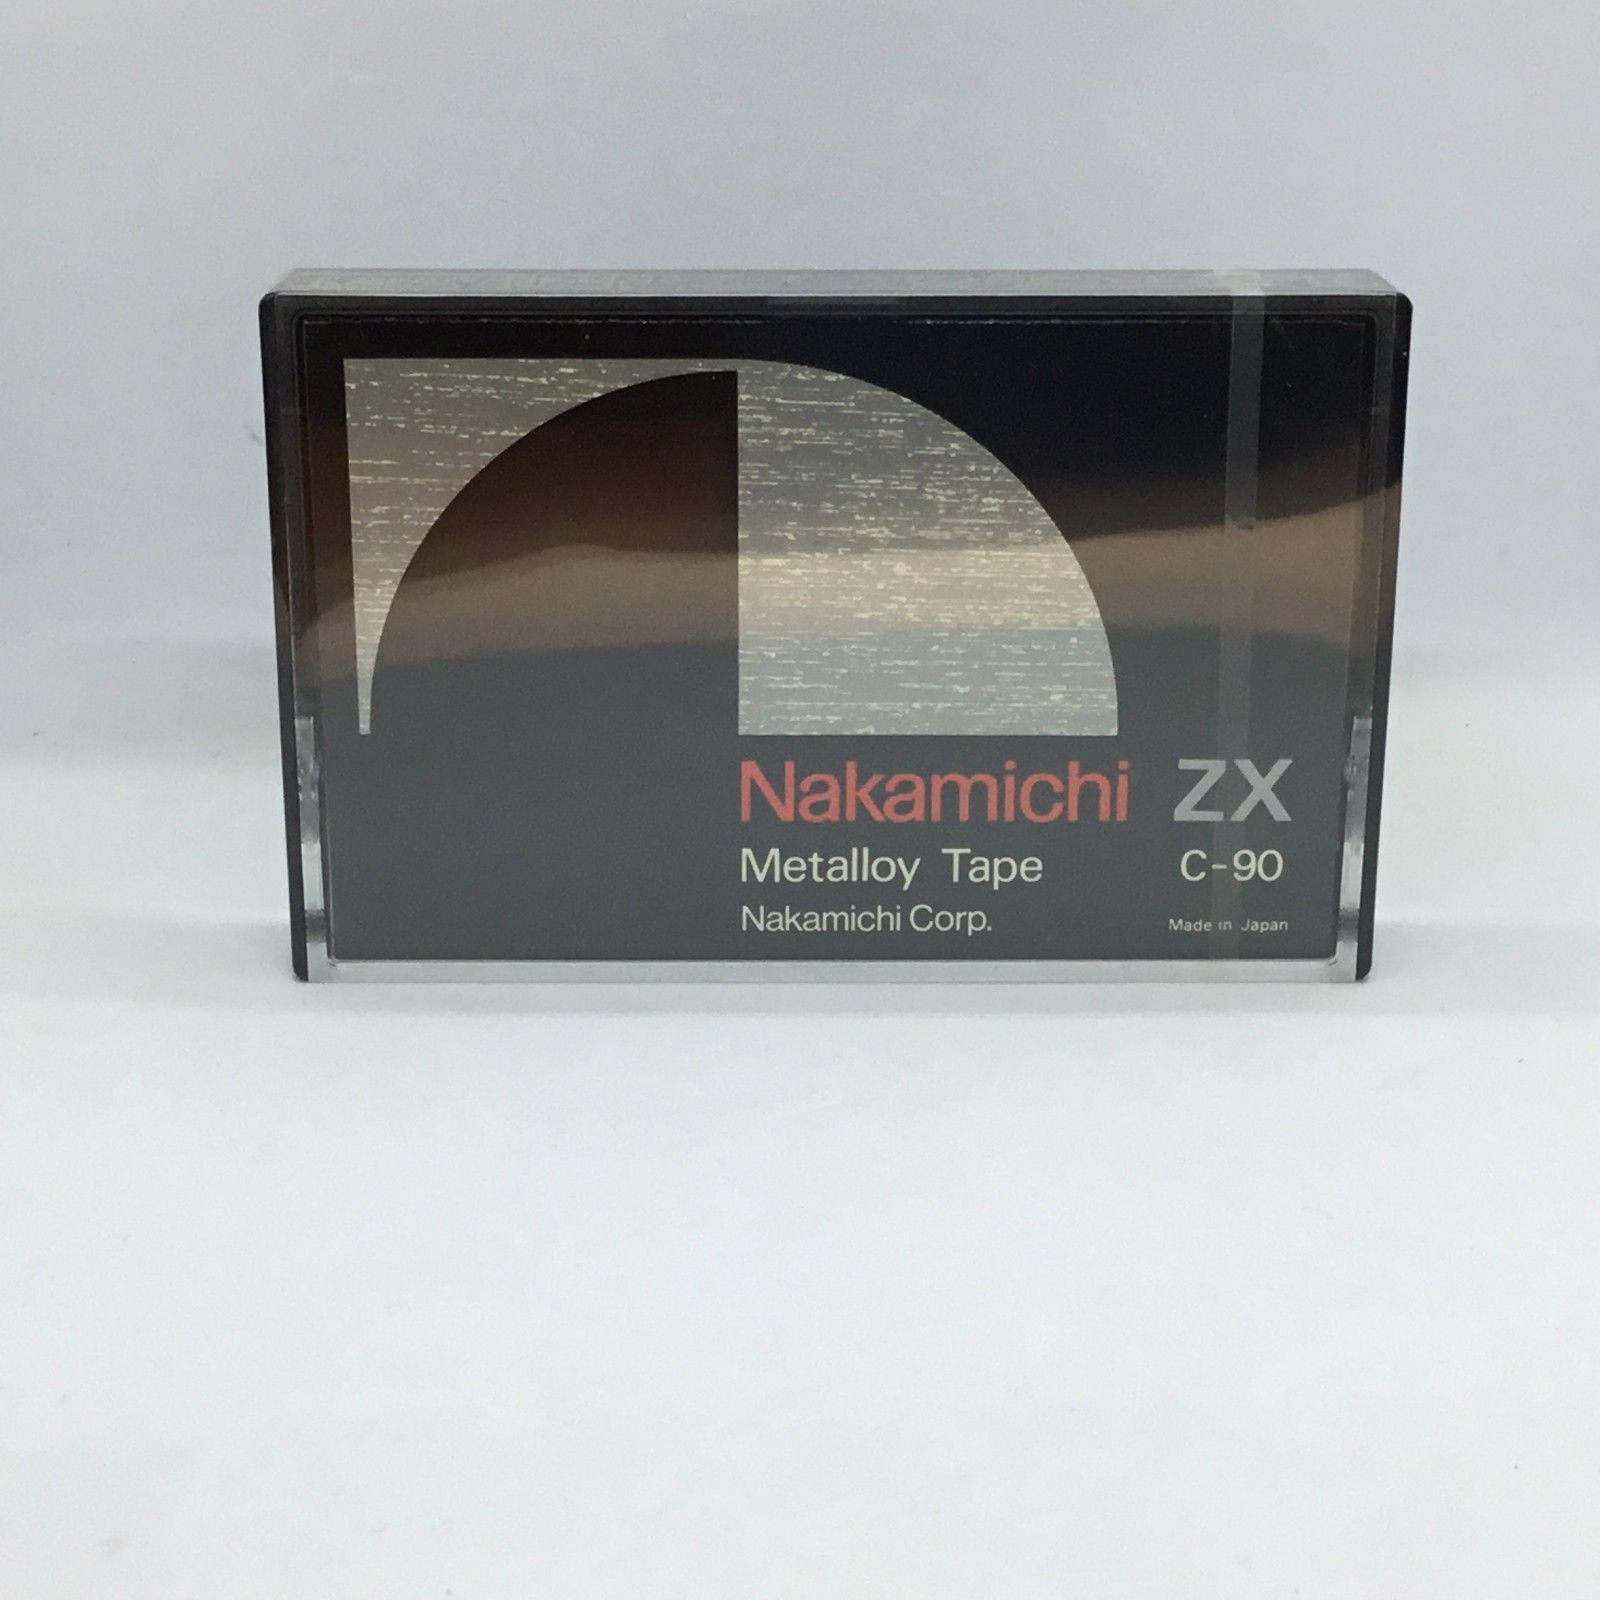 Nakamichi ZX
Metalloy Tape C-90
Nakamichi Corp. Made in Japan